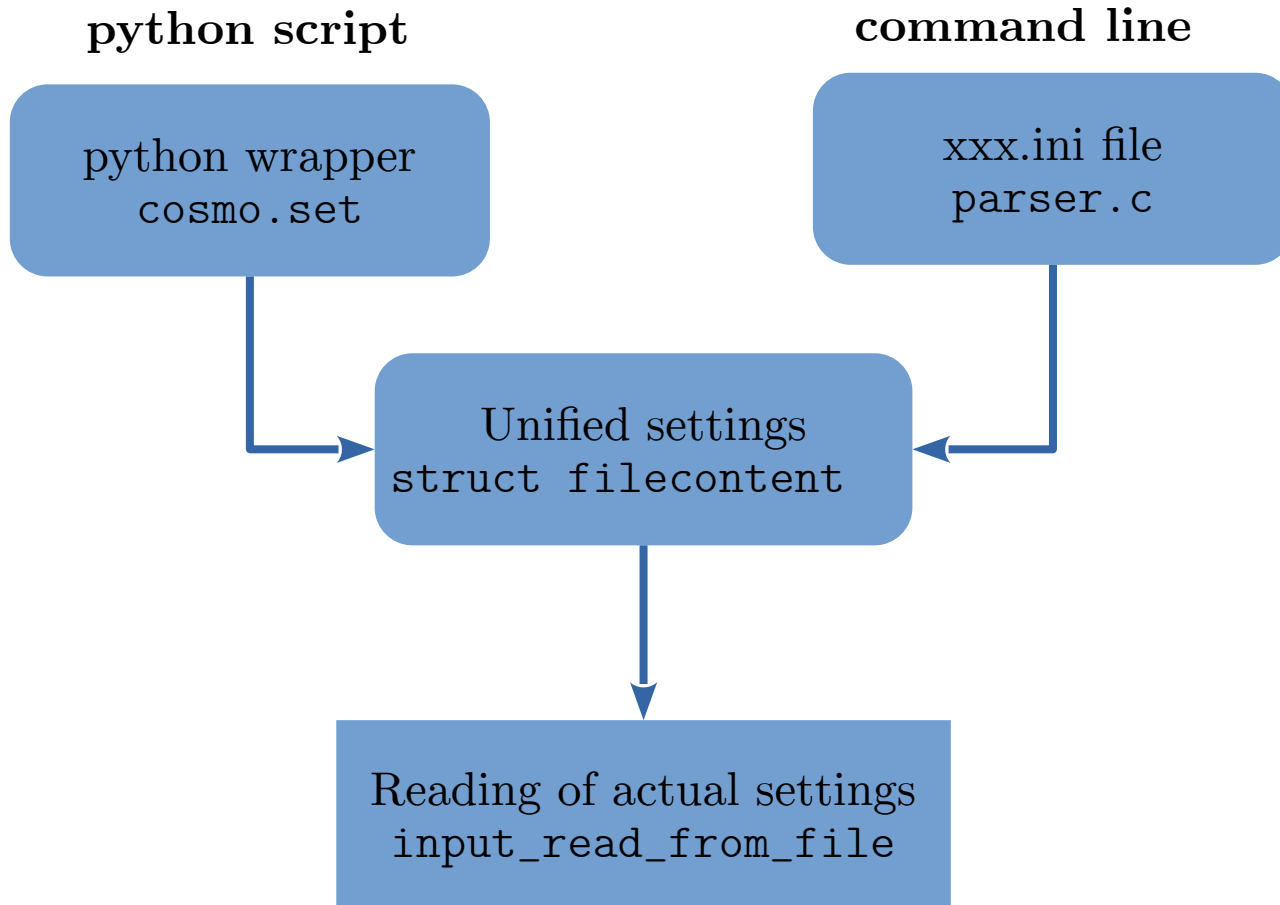 python script
command line
python wrapper
cosmo.set
xxx.ini file
parser.c
Unified settings
struct filecontent
Reading of actual settings
input_read_from_file